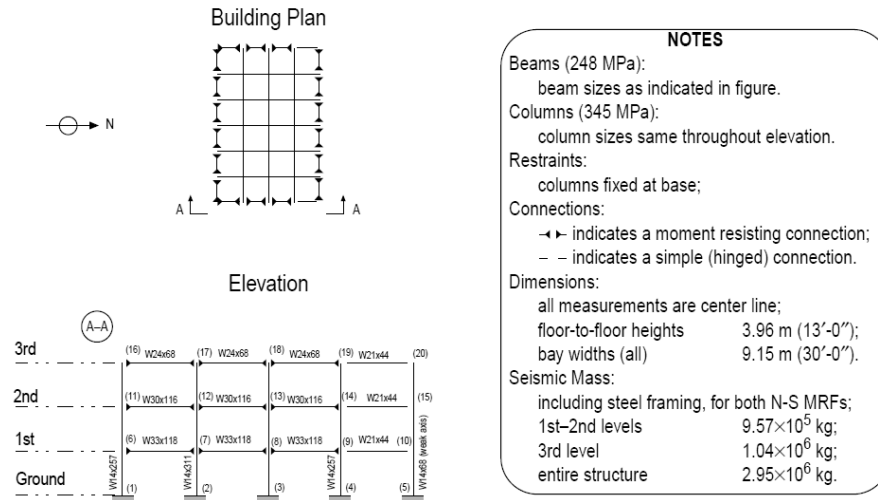 Building Plan
N
A A
Elevation
A–A
3rd (16) W24x68 (17) W24x68 (18) W24x68 (19) W21x44 (20)
2nd (11) W30x116 (12) W30x116 (13) W30x116 (14) W21x44 (15)
1st (6) W33x118 (7) W33x118 (8) W33x118 (9) W21x44 (10)
W14x257 W14x311 W14x257 W14x68 (weak axis)
Ground (1) (2) (3) (4) (5)
NOTES
Beams (248 MPa):
beam sizes as indicated in figure.
Columns (345 MPa):
column sizes same throughout elevation.
Restraints:
columns fixed at base;
Connections:
indicates a moment resisting connection;
– – indicates a simple (hinged) connection.
Dimensions:
all measurements are center line;
floor-to-floor heights 3.96 m (13′-0″);
bay widths (all) 9.15 m (30′-0″).
Seismic Mass:
including steel framing, for both N-S MRFs;
1st–2nd levels 9.57×10⁵ kg;
3rd level 1.04×10⁶ kg;
entire structure 2.95×10⁶ kg.